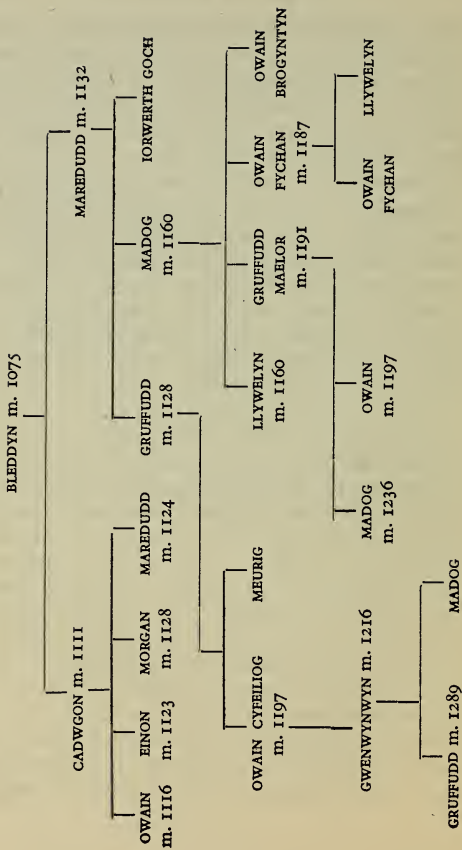 BLEDDYN m. 1075
CADWGON m. 1111
MAREDUDD m. 1132
OWAIN
m. 1116
EINON
m. 1123
MORGAN
m. 1128
MAREDUDD
m. 1124
GRUFFUDD
m. 1128
MADOG
m. 1160
IORWERTH GOCH
OWAIN CYFEILIOG
m. 1197
MEURIG
LLYWELYN
m. 1160
GRUFFUDD
MAELOR
m. 1191
OWAIN
FYCHAN
m. 1187
OWAIN
BROGYNTYN
GWENWYNWYN m. 1216
MADOG
m. 1236
OWAIN
m. 1197
OWAIN
FYCHAN
LLYWELYN
GRUFFUDD m. 1289
MADOG